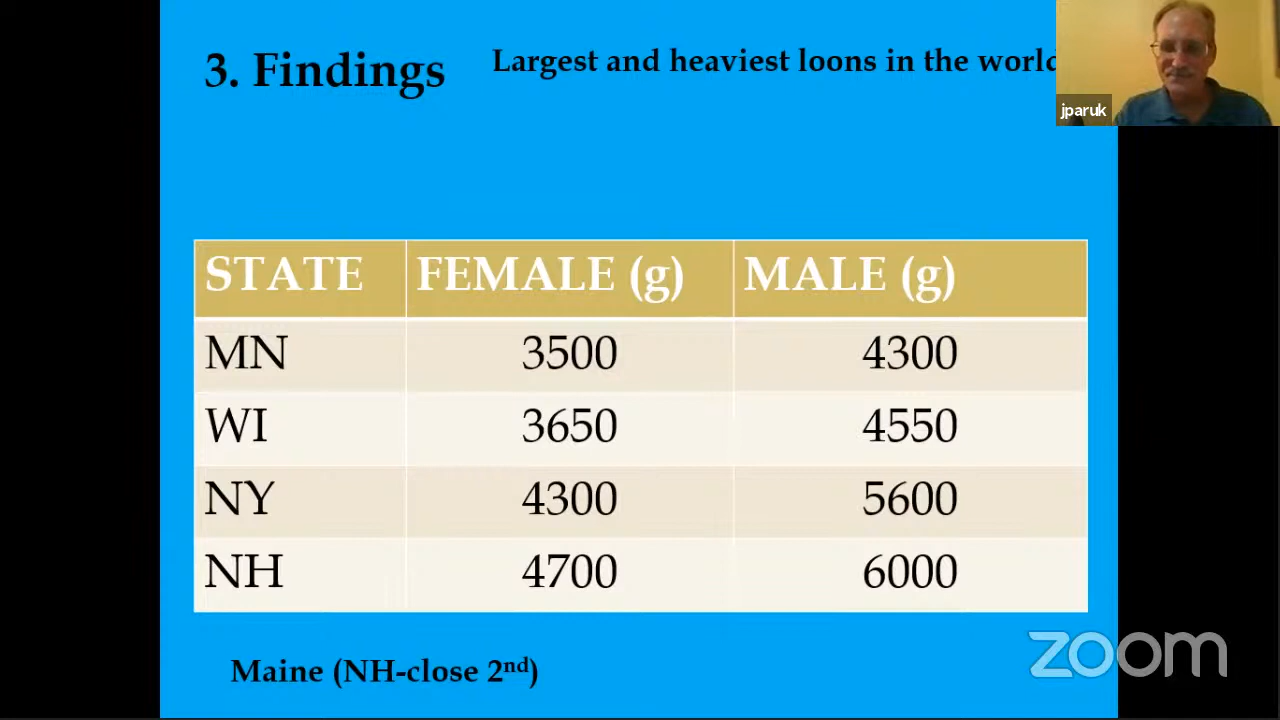 3. Findings
Largest and heaviest loons in the world
jparuk
STATE FEMALE (g) MALE (g)
MN 3500 4300
WI 3650 4550
NY 4300 5600
NH 4700 6000
Maine (NH-close 2nd)
zoom